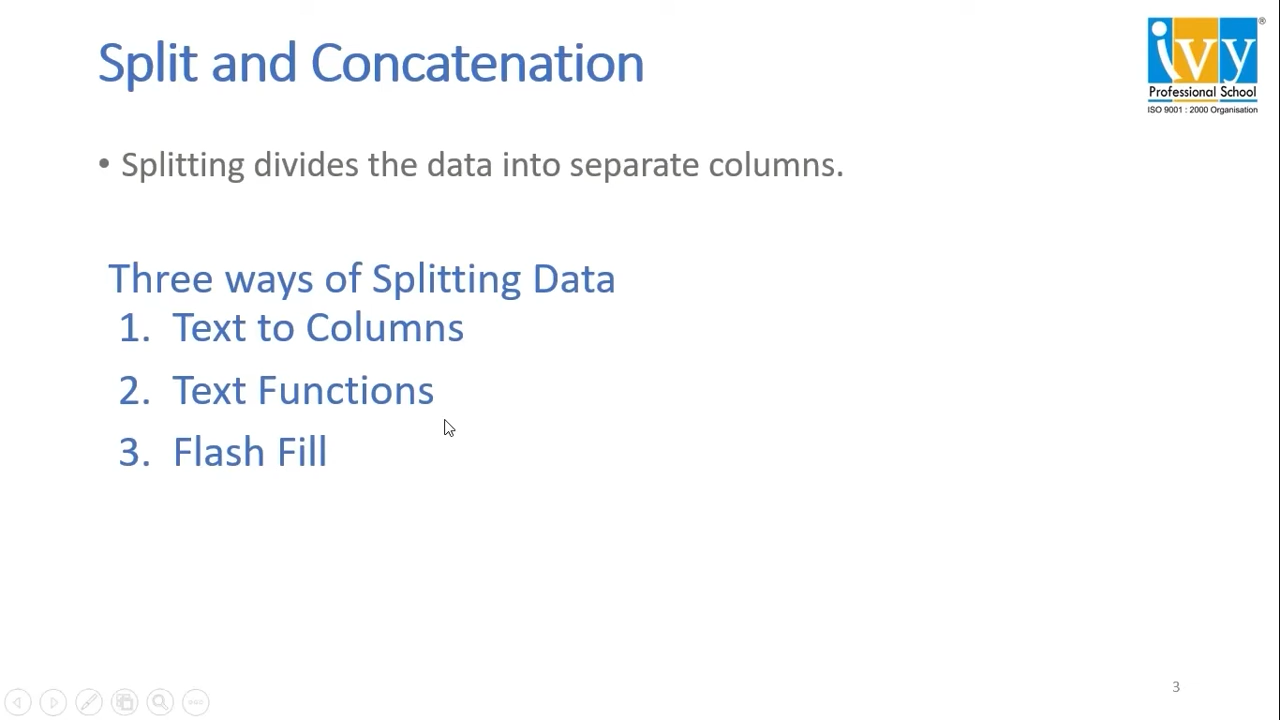 Split and Concatenation
ivy
®
Professional School
ISO 9001 : 2000 Organisation
• Splitting divides the data into separate columns.
Three ways of Splitting Data
1. Text to Columns
2. Text Functions
3. Flash Fill
3